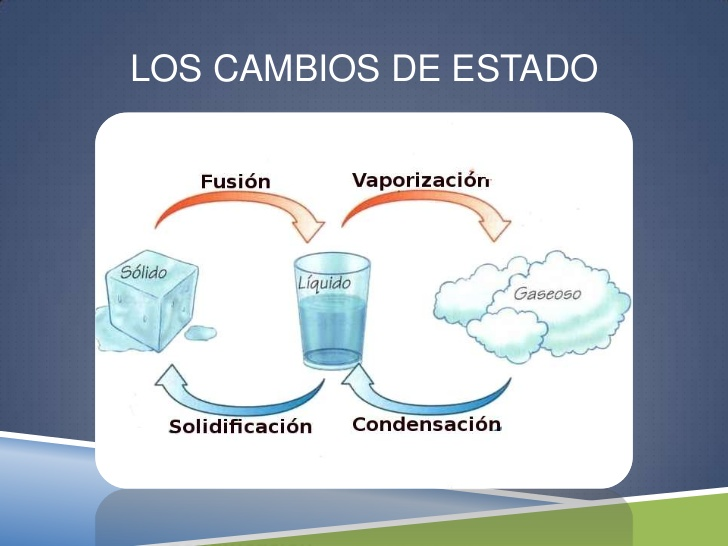 LOS CAMBIOS DE ESTADO
Fusión
Vaporización
Sólido
Líquido
Gaseoso
Solidificación
Condensación